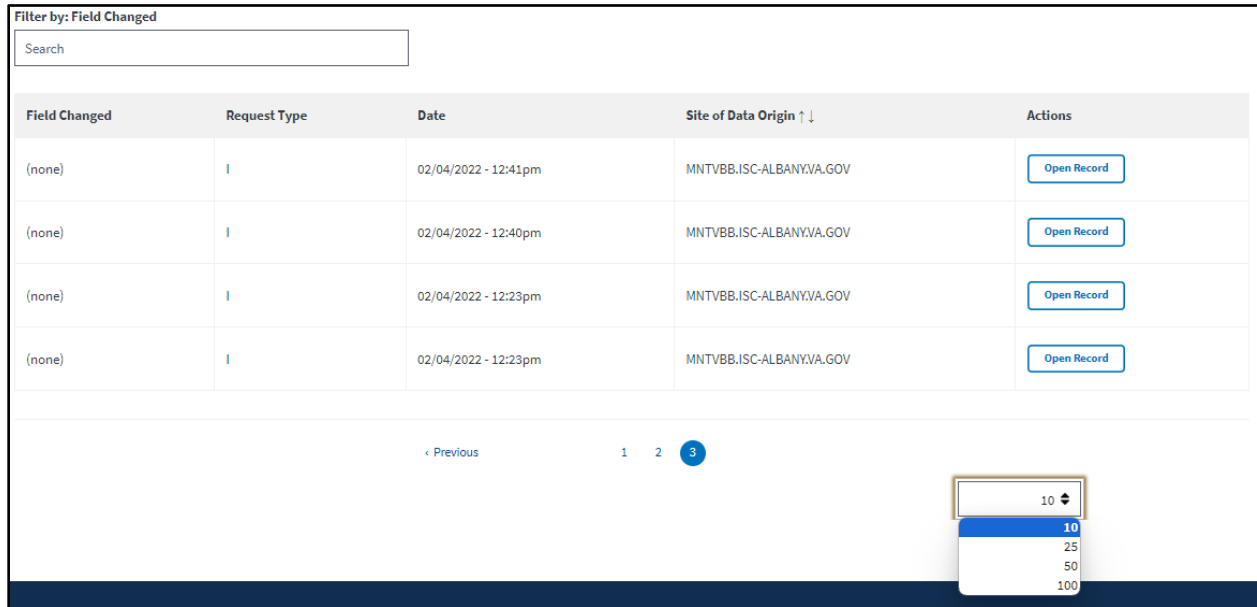 Filter by: Field Changed
Search
Field Changed Request Type Date Site of Data Origin ↑↓ Actions
(none) I 02/04/2022 - 12:41pm MNTVBB.ISC-ALBANY.VA.GOV Open Record
(none) I 02/04/2022 - 12:40pm MNTVBB.ISC-ALBANY.VA.GOV Open Record
(none) I 02/04/2022 - 12:23pm MNTVBB.ISC-ALBANY.VA.GOV Open Record
(none) I 02/04/2022 - 12:23pm MNTVBB.ISC-ALBANY.VA.GOV Open Record
‹ Previous 1 2 3
10
10
25
50
100